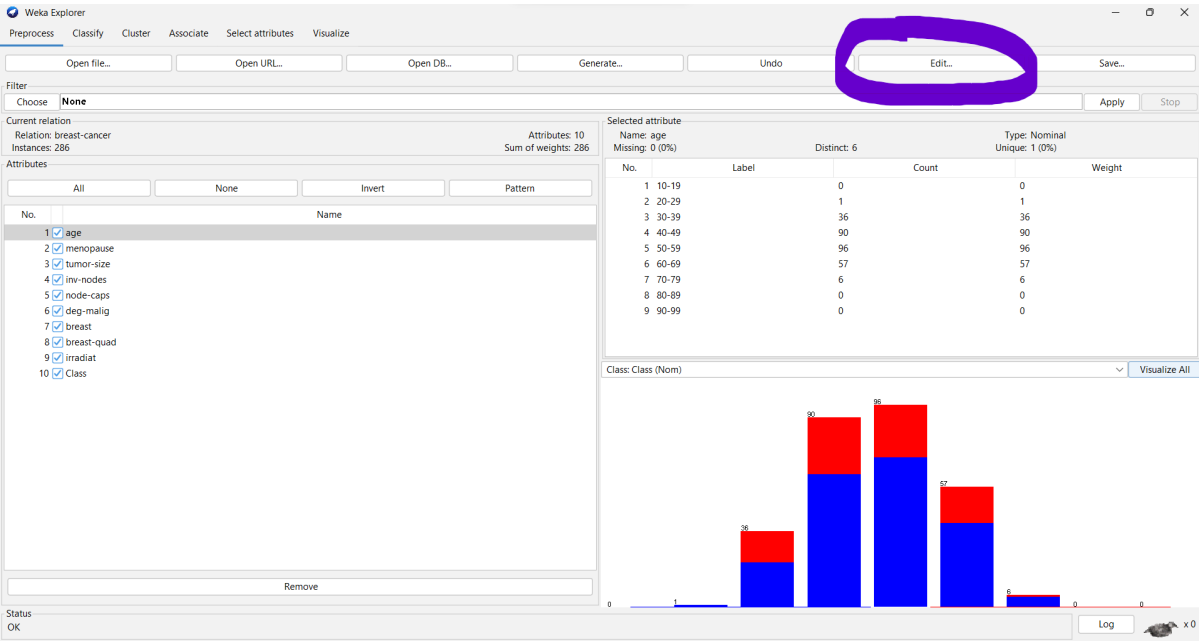 Weka Explorer
Preprocess Classify Cluster Associate Select attributes Visualize
Open file... Open URL... Open DB... Generate... Undo Edit... Save...
Filter
Choose None Apply Stop
Current relation
Relation: breast-cancer Attributes: 10
Instances: 286 Sum of weights: 286
Attributes
All None Invert Pattern
No. Name
1 age
2 menopause
3 tumor-size
4 inv-nodes
5 node-caps
6 deg-malig
7 breast
8 breast-quad
9 irradiat
10 Class
Remove
Selected attribute
Name: age Type: Nominal
Missing: 0 (0%) Distinct: 6 Unique: 1 (0%)
No. Label Count Weight
1 10-19 0 0
2 20-29 1 1
3 30-39 36 36
4 40-49 90 90
5 50-59 96 96
6 60-69 57 57
7 70-79 6 6
8 80-89 0 0
9 90-99 0 0
Class: Class (Nom) Visualize All
0 1 36 90 96 57 6 0 0
Status
OK Log x 0